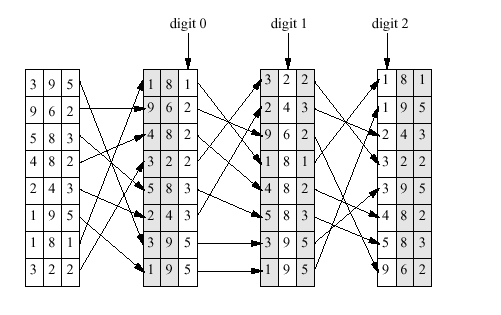 digit 0 digit 1 digit 2
3 9 5 1 8 1 3 2 2 1 8 1
9 6 2 9 6 2 2 4 3 1 9 5
5 8 3 4 8 2 9 6 2 2 4 3
4 8 2 3 2 2 1 8 1 3 2 2
2 4 3 5 8 3 4 8 2 3 9 5
1 9 5 2 4 3 5 8 3 4 8 2
1 8 1 3 9 5 3 9 5 5 8 3
3 2 2 1 9 5 1 9 5 9 6 2